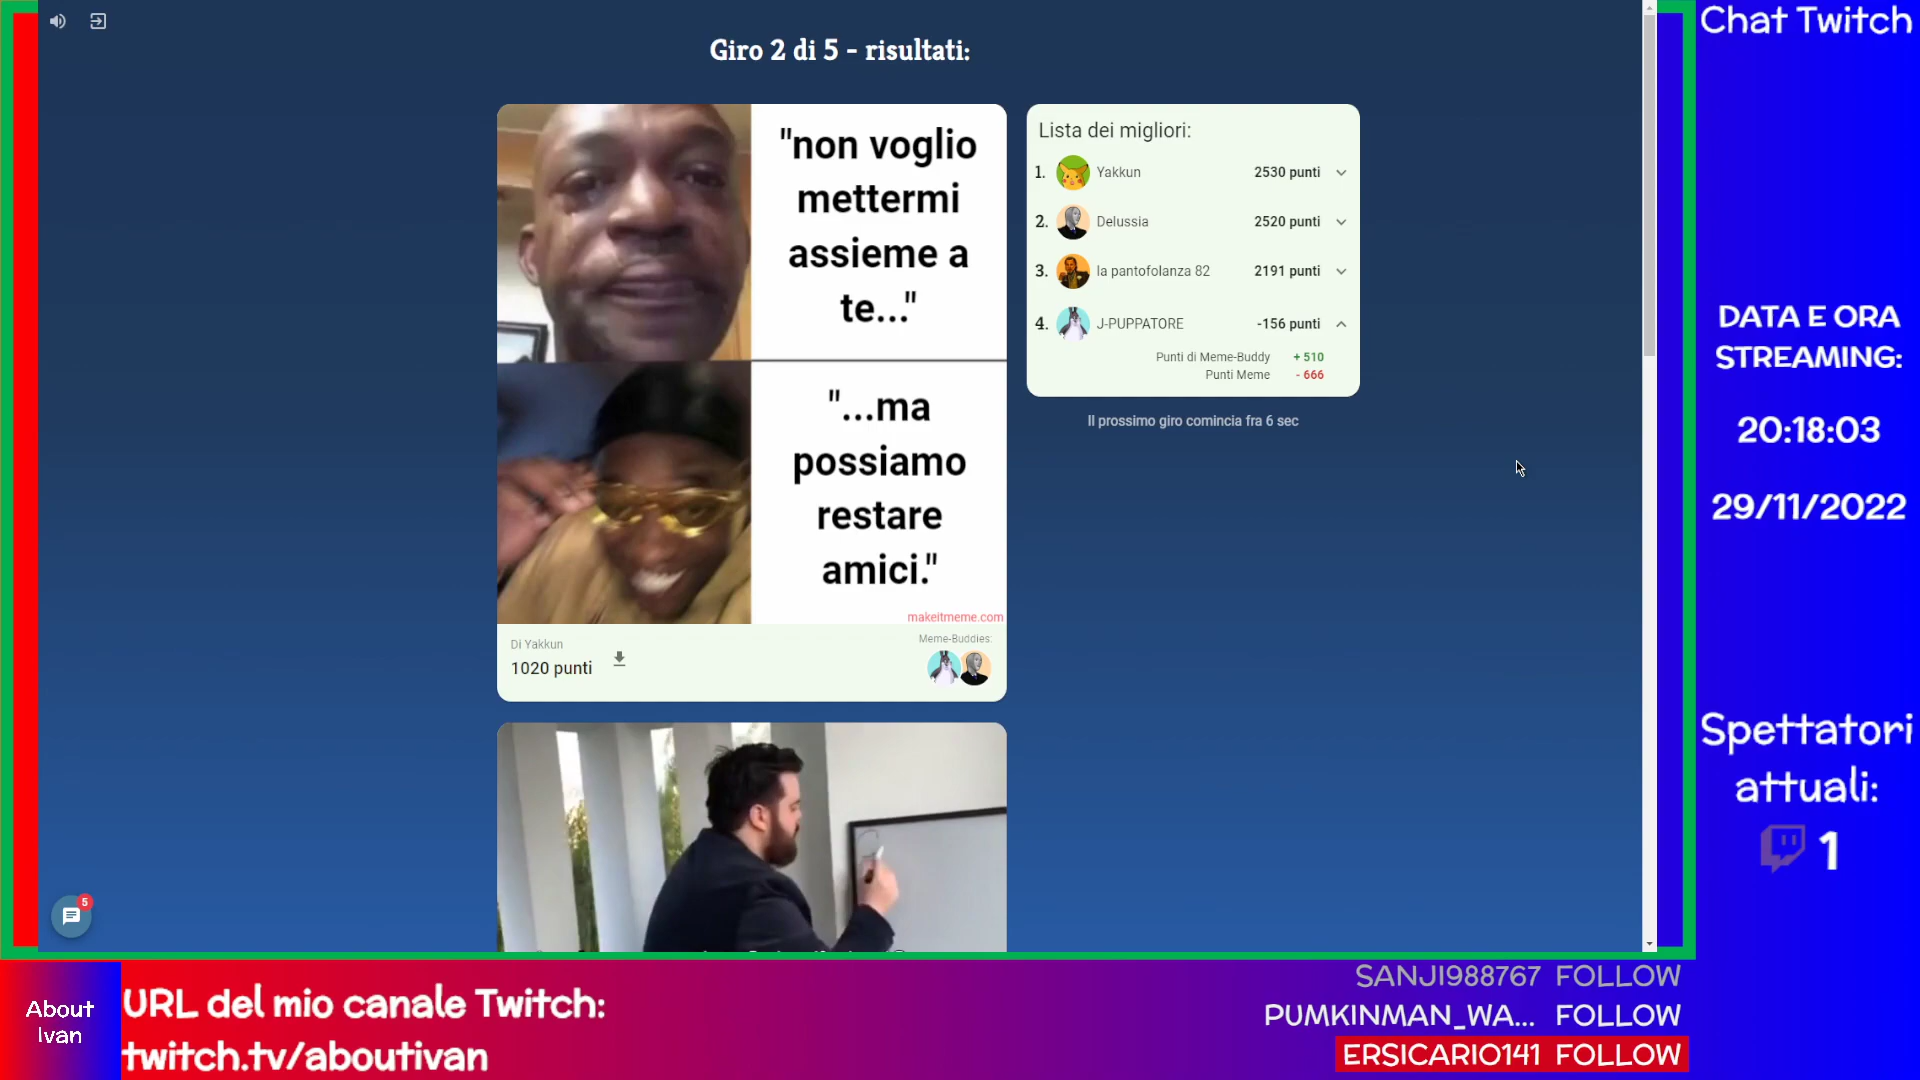 Giro 2 di 5 - risultati:
"non voglio
mettermi
assieme a
te..."
"...ma
possiamo
restare
amici."
makeitmeme.com
Di Yakkun
1020 punti
Meme-Buddies:
Lista dei migliori:
1. Yakkun 2530 punti
2. Delussia 2520 punti
3. la pantofolanza 82 2191 punti
4. J-PUPPATORE -156 punti
Punti di Meme-Buddy + 510
Punti Meme - 666
Il prossimo giro comincia fra 6 sec
5
Chat Twitch
DATA E ORA
STREAMING:
20:18:03
29/11/2022
Spettatori
attuali:
1
About
Ivan
URL del mio canale Twitch:
twitch.tv/aboutivan
SANJI988767 FOLLOW
PUMKINMAN_WA... FOLLOW
ERSICARIO141 FOLLOW